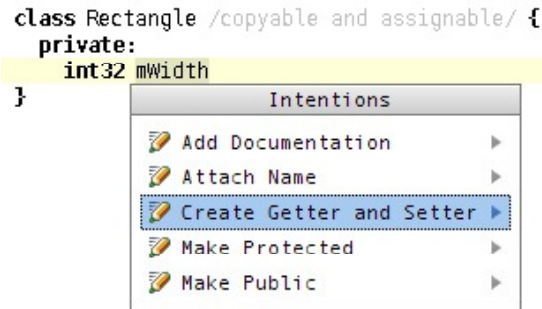 class Rectangle /copyable and assignable/ {
private:
int32 mWidth
}
Intentions
Add Documentation
Attach Name
Create Getter and Setter
Make Protected
Make Public